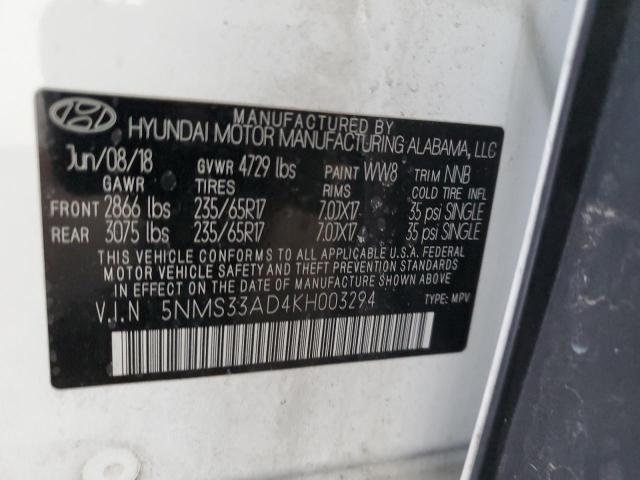 MANUFACTURED BY
HYUNDAI MOTOR MANUFACTURING ALABAMA, LLC
Jun/08/18 GVWR 4729 lbs PAINT WW8 TRIM NNB
GAWR TIRES RIMS COLD TIRE INFL
FRONT 2866 lbs 235/65R17 7.0JX17 35 psi SINGLE
REAR 3075 lbs 235/65R17 7.0JX17 35 psi SINGLE
THIS VEHICLE CONFORMS TO ALL APPLICABLE U.S.A. FEDERAL
MOTOR VEHICLE SAFETY AND THEFT PREVENTION STANDARDS
IN EFFECT ON THE DATE OF MANUFACTURE SHOWN ABOVE
V.I.N 5NMS33AD4KH003294 TYPE: MPV